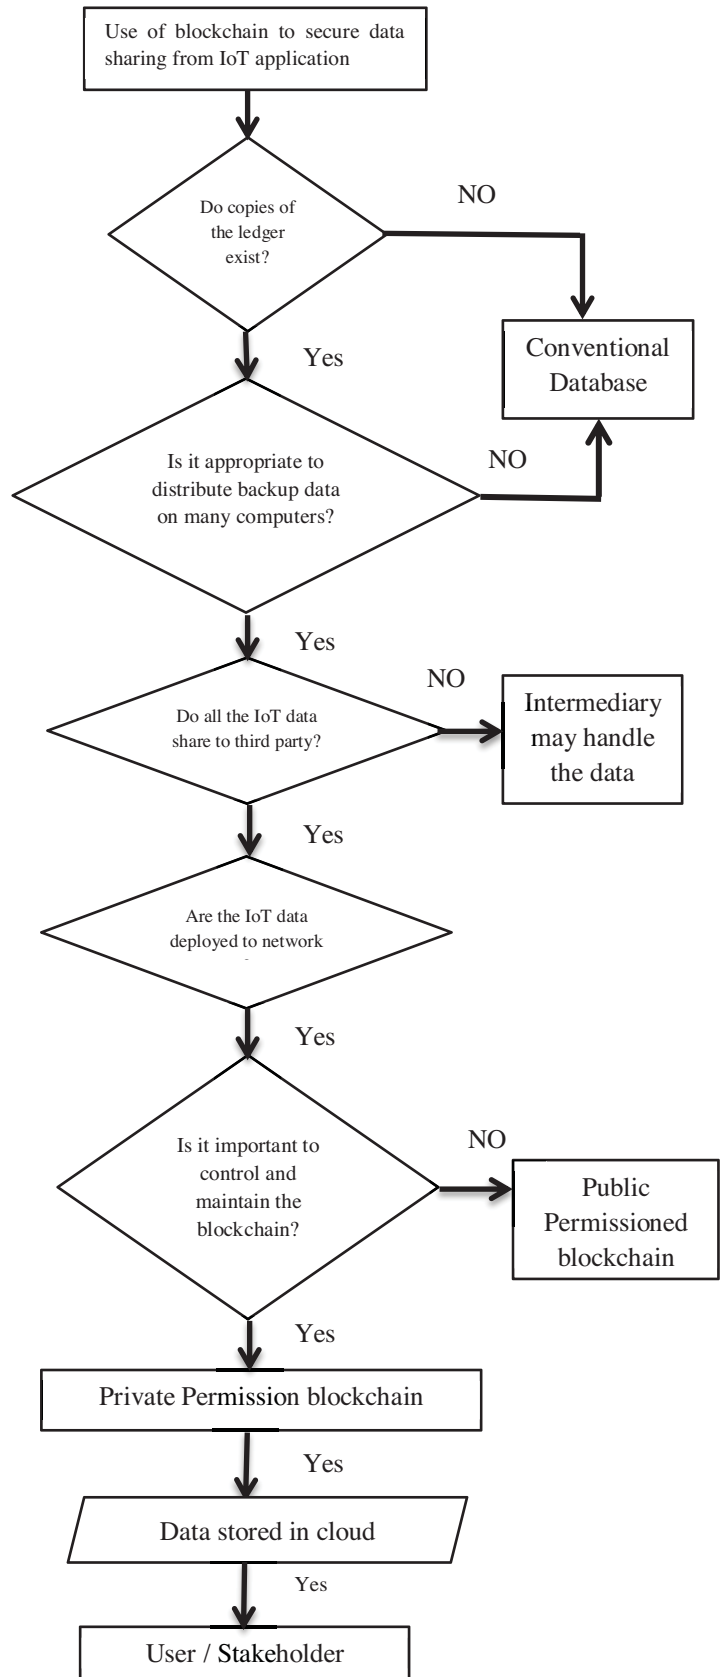 Use of blockchain to secure data
sharing from IoT application
NO
Do copies of
the ledger
exist?
Yes
Conventional
Database
Is it appropriate to
distribute backup data
on many computers?
NO
Yes
NO
Do all the IoT data
share to third party?
Intermediary
may handle
the data
Yes
Are the IoT data
deployed to network
Yes
Is it important to
control and
maintain the
blockchain?
NO
Public
Permissioned
blockchain
Yes
Private Permission blockchain
Yes
Data stored in cloud
Yes
User / Stakeholder